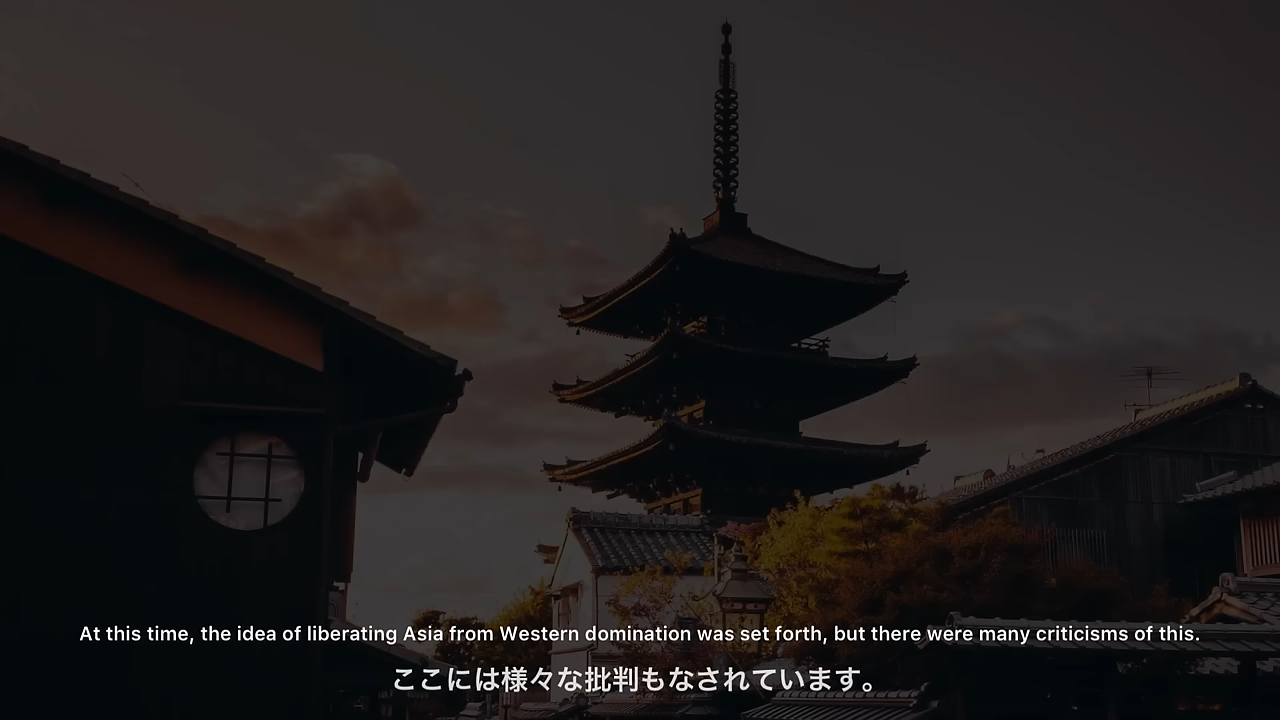 At this time, the idea of liberating Asia from Western domination was set forth, but there were many criticisms of this.
ここには様々な批判もなされています。